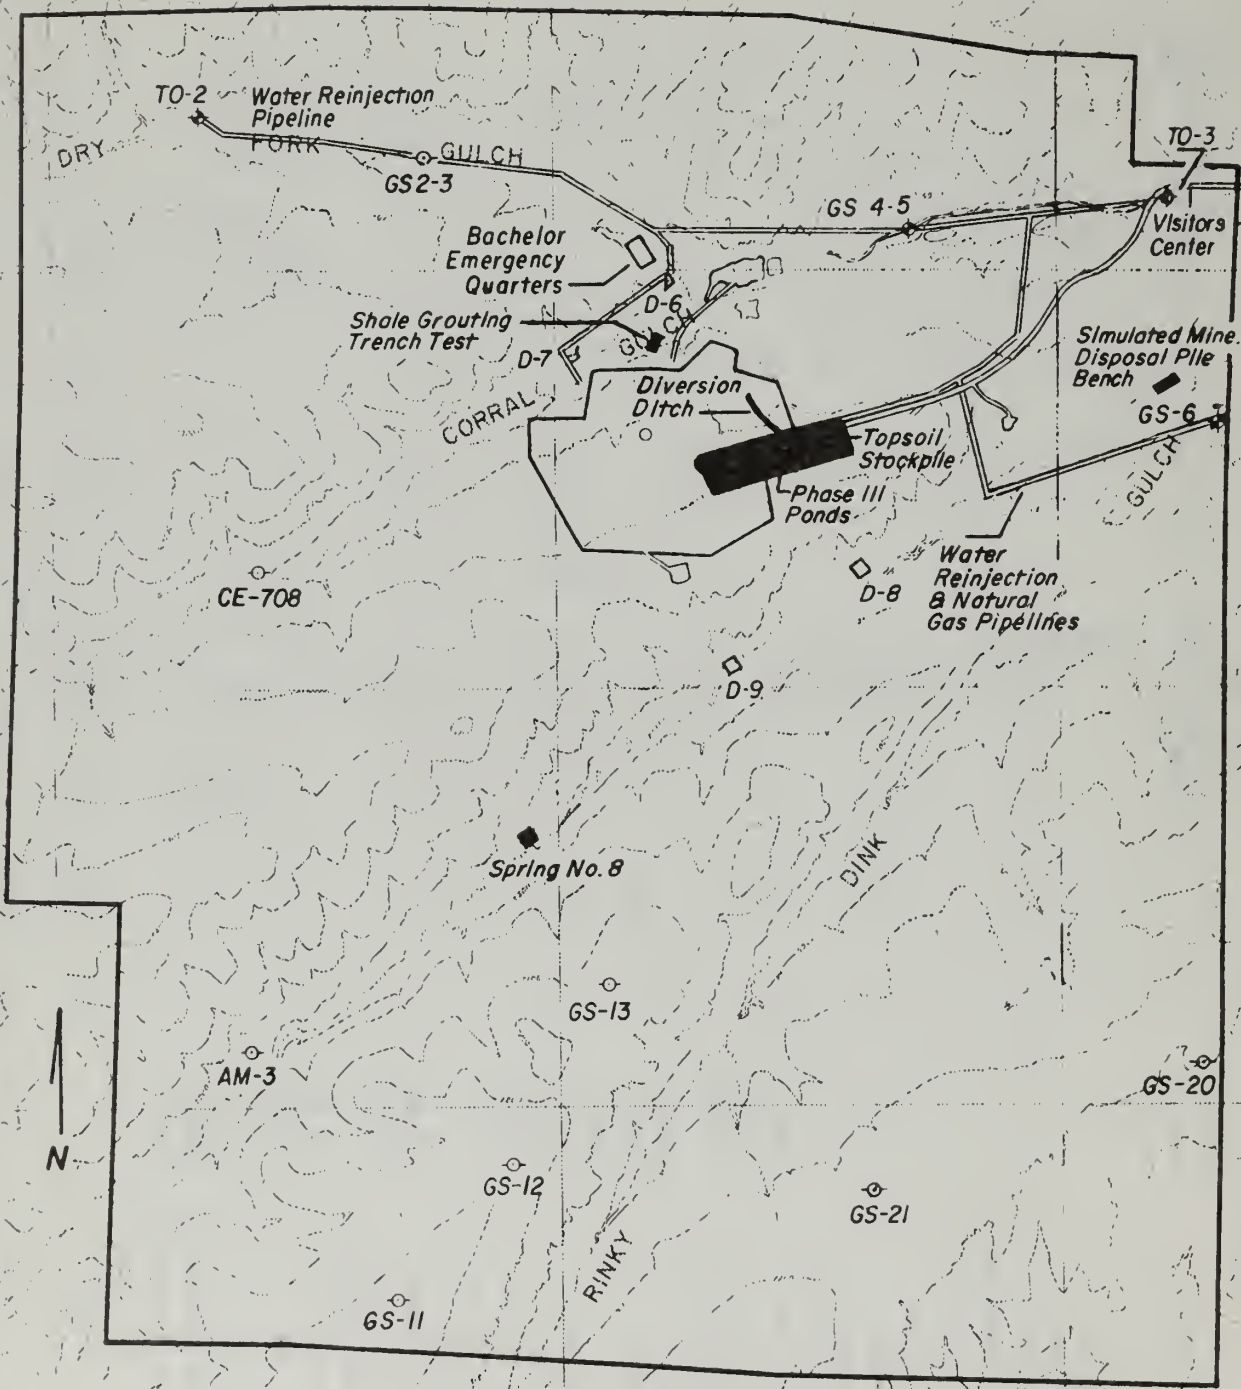 TO-2
Water Reinjection
Pipeline
DRY
FORK
GULCH
GS 2-3
TO-3
GS 4-5
Visitors
Center
Bachelor
Emergency
Quarters
D-6
Shale Grouting
Trench Test
GULCH
D-7
Simulated Mine
Disposal Pile
Bench
Diversion
Ditch
CORRAL
GS-6
Topsoil
Stockpile
GULCH
Phase III
Ponds
Water
Reinjection
& Natural
Gas Pipelines
CE-708
D-8
D-9
DINK
Spring No. 8
GS-13
AM-3
GS-20
N
GS-12
GS-21
RINKY
GS-11